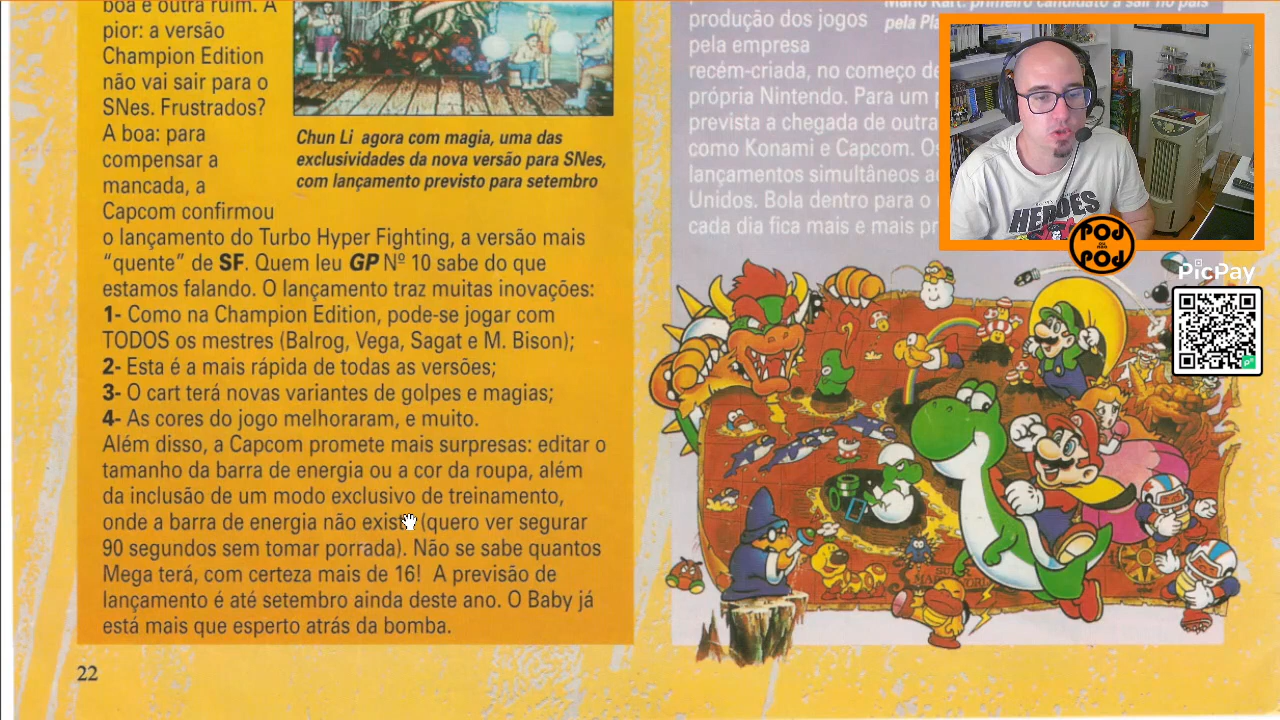 boa e outra ruim. A
pior: a versão
Champion Edition
não vai sair para o
SNes. Frustrados?
A boa: para
compensar a
mancada, a
Capcom confirmou
o lançamento do Turbo Hyper Fighting, a versão mais
“quente” de SF. Quem leu GP Nº 10 sabe do que
estamos falando. O lançamento traz muitas inovações:
1- Como na Champion Edition, pode-se jogar com
TODOS os mestres (Balrog, Vega, Sagat e M. Bison);
2- Esta é a mais rápida de todas as versões;
3- O cart terá novas variantes de golpes e magias;
4- As cores do jogo melhoraram, e muito.
Além disso, a Capcom promete mais surpresas: editar o
tamanho da barra de energia ou a cor da roupa, além
da inclusão de um modo exclusivo de treinamento,
onde a barra de energia não existe (quero ver segurar
90 segundos sem tomar porrada). Não se sabe quantos
Mega terá, com certeza mais de 16! A previsão de
lançamento é até setembro ainda deste ano. O Baby já
está mais que esperto atrás da bomba.
Chun Li agora com magia, uma das
exclusividades da nova versão para SNes,
com lançamento previsto para setembro
22
produção dos jogos
pela empresa
recém-criada, no começo de
própria Nintendo. Para um
prevista a chegada de outra
como Konami e Capcom. Os
lançamentos simultâneos
Unidos. Bola dentro para o
cada dia fica mais e mais
Mario Kart: primeiro candidato a sair no país
pela
HEROES
POD
POD
PicPay